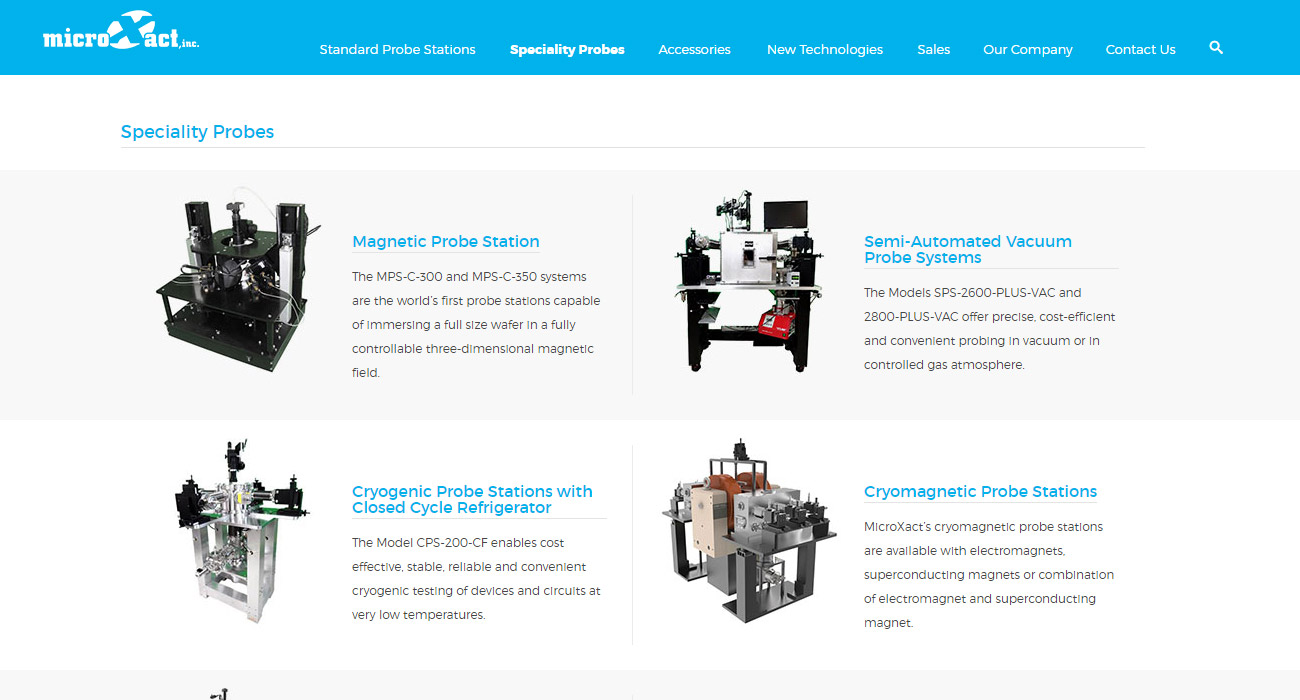 microXact,inc.
Standard Probe Stations
Speciality Probes
Accessories
New Technologies
Sales
Our Company
Contact Us
Speciality Probes
Magnetic Probe Station
The MPS-C-300 and MPS-C-350 systems
are the world's first probe stations capable
of immersing a full size wafer in a fully
controllable three-dimensional magnetic
field.
Semi-Automated Vacuum
Probe Systems
The Models SPS-2600-PLUS-VAC and
2800-PLUS-VAC offer precise, cost-efficient
and convenient probing in vacuum or in
controlled gas atmosphere.
Cryogenic Probe Stations with
Closed Cycle Refrigerator
The Model CPS-200-CF enables cost
effective, stable, reliable and convenient
cryogenic testing of devices and circuits at
very low temperatures.
Cryomagnetic Probe Stations
MicroXact's cryomagnetic probe stations
are available with electromagnets,
superconducting magnets or combination
of electromagnet and superconducting
magnet.